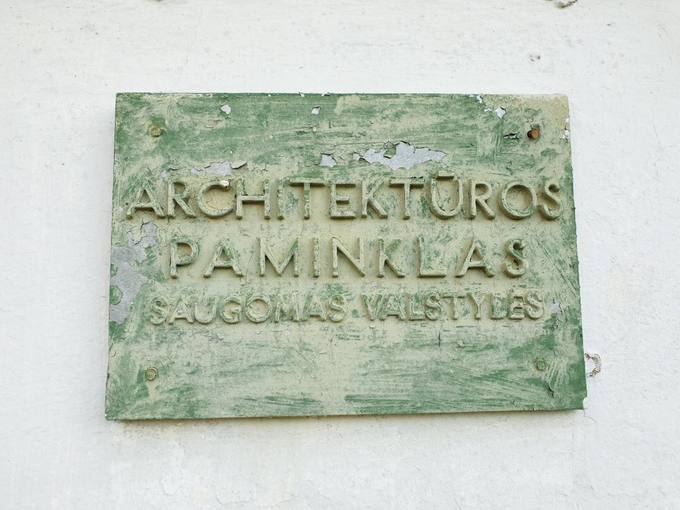 ARCHITEKTŪROS
PAMINKLAS
SAUGOMAS VALSTYBĖS